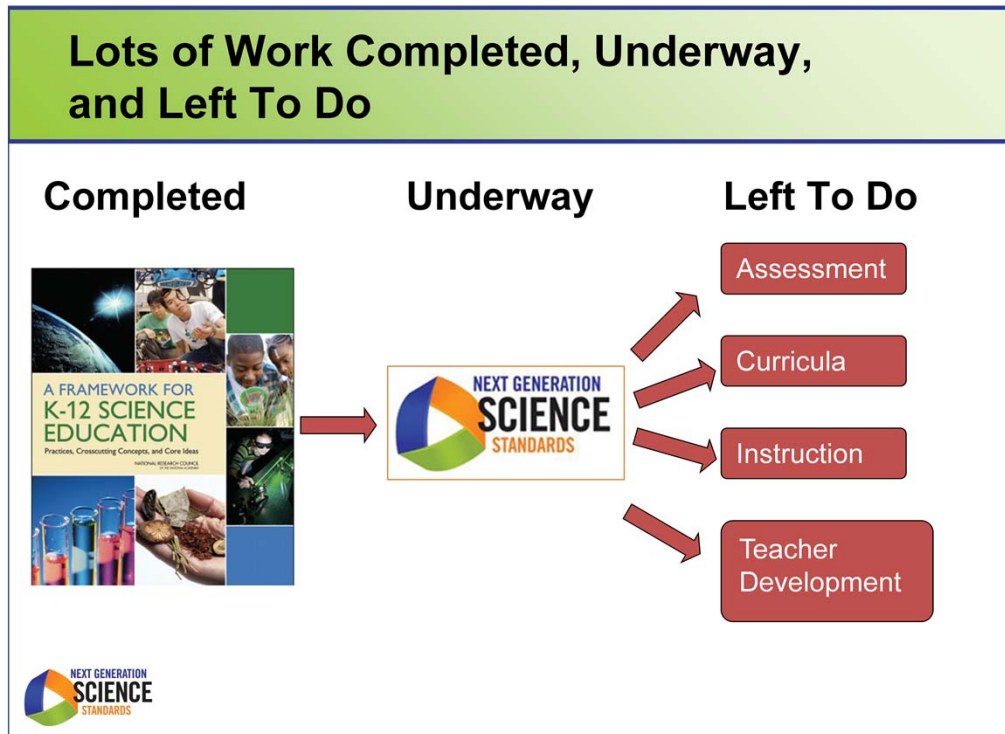 Lots of Work Completed, Underway,
and Left To Do
Completed
Underway
Left To Do
A FRAMEWORK FOR
K-12 SCIENCE
EDUCATION
Practices, Crosscutting Concepts, and Core Ideas
NATIONAL RESEARCH COUNCIL
NEXT GENERATION
SCIENCE
STANDARDS
Assessment
Curricula
Instruction
Teacher
Development
NEXT GENERATION
SCIENCE
STANDARDS